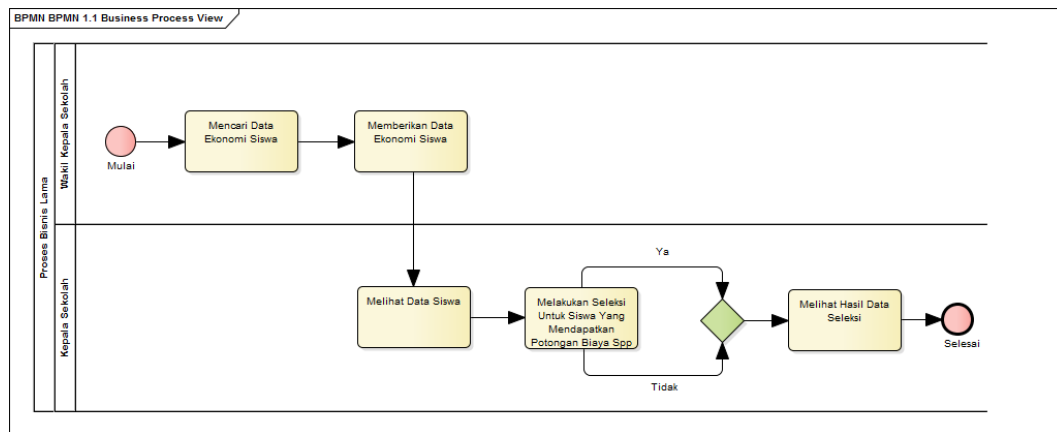 BPMN BPMN 1.1 Business Process View
Proses Bisnis Lama
Wakil Kepala Sekolah
Mulai
Mencari Data
Ekonomi Siswa
Memberikan Data
Ekonomi Siswa
Kepala Sekolah
Melihat Data Siswa
Melakukan Seleksi
Untuk Siswa Yang
Mendapatkan
Potongan Biaya Spp
Ya
Tidak
Melihat Hasil Data
Seleksi
Selesai